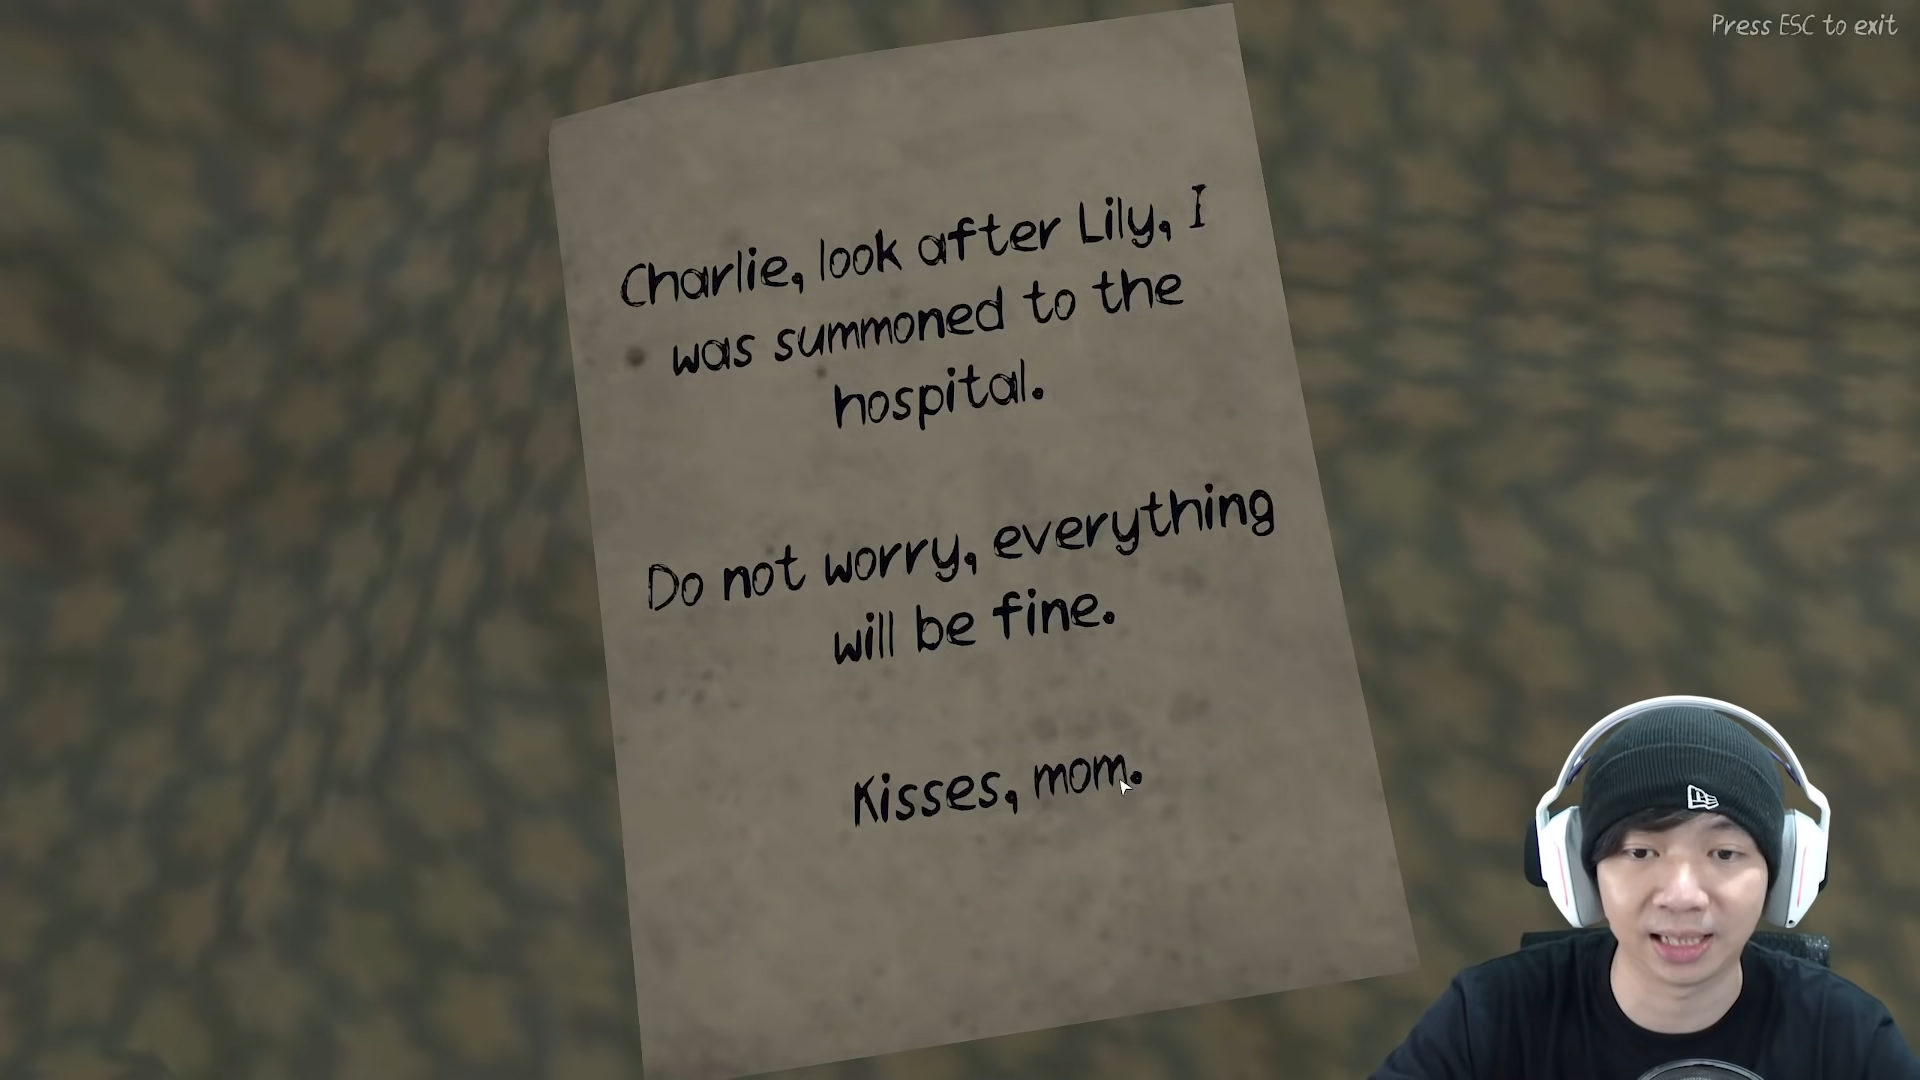 Press ESC to exit
Charlie, look after Lily, I
was summoned to the
hospital.
Do not worry, everything
will be fine.
Kisses, mom.